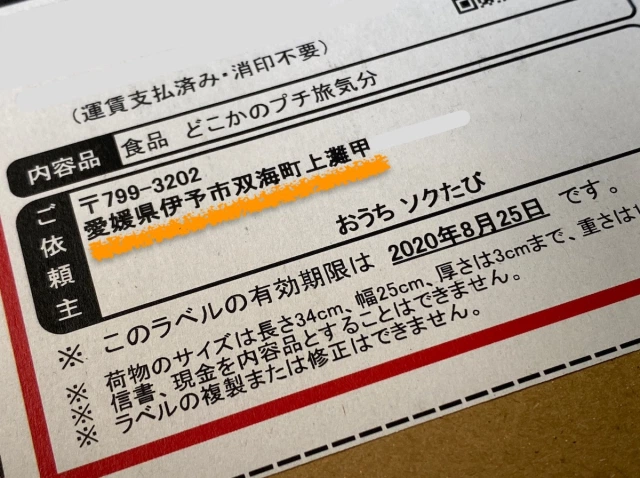 （運賃支払済み・消印不要）
内容品 食品 どこかのプチ旅気分
ご依頼主
〒799-3202
愛媛県伊予市双海町上灘甲
おうち ソクたび
※ このラベルの有効期限は 2020年8月25日 です。
※ 荷物のサイズは長さ34cm、幅25cm、厚さは3cmまで、重さは
※ 信書、現金を内容品とすることはできません。
※ ラベルの複製または修正はできません。